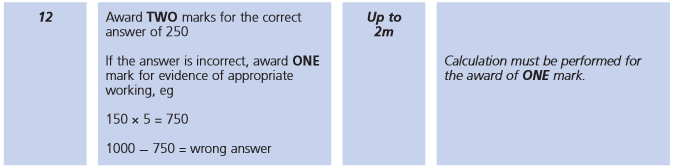 12
Award TWO marks for the correct
answer of 250
If the answer is incorrect, award ONE
mark for evidence of appropriate
working, eg
150 × 5 = 750
1000 – 750 = wrong answer
Up to
2m
Calculation must be performed for
the award of ONE mark.